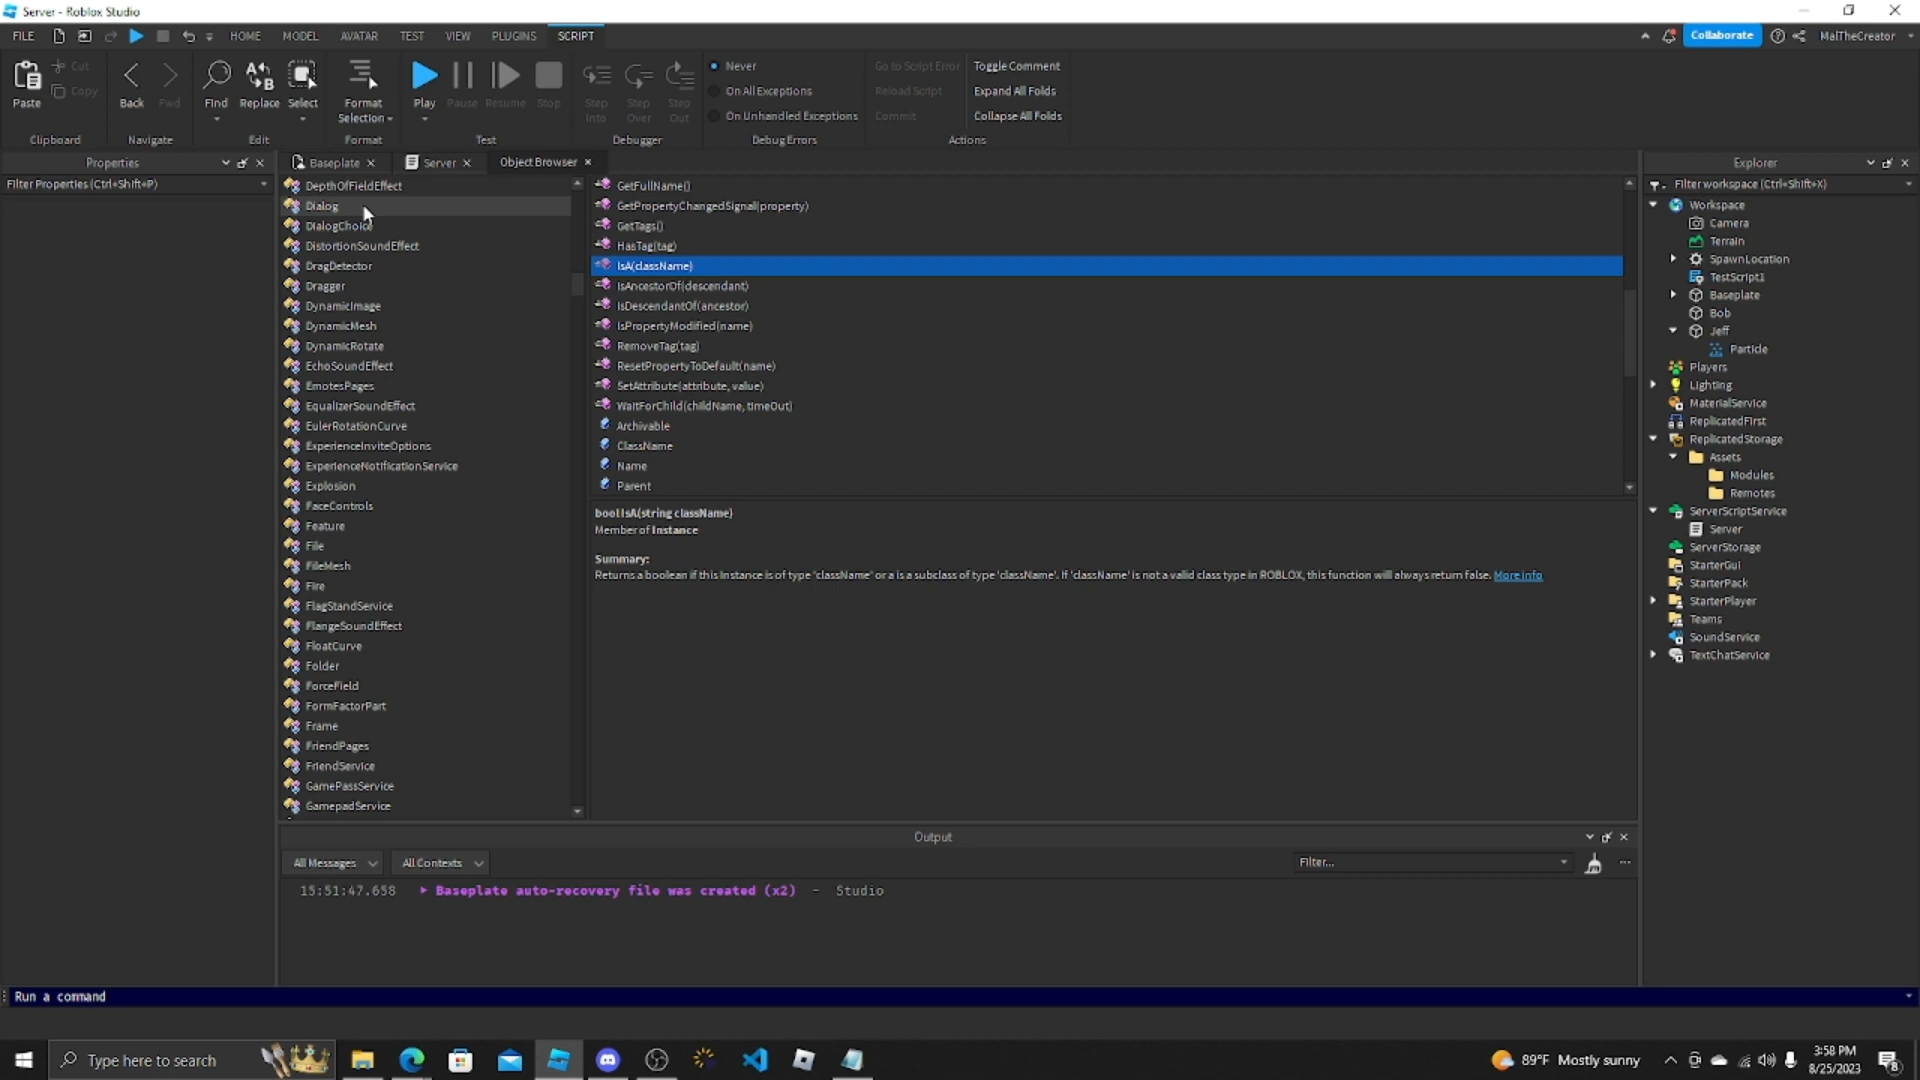 Server - Roblox Studio
FILE HOME MODEL AVATAR TEST VIEW PLUGINS SCRIPT Collaborate MalTheCreator
Paste Cut Copy Back Fwd Find Replace Select Format Selection Play Pause Resume Stop Step Into Step Over Step Out
Never Go to Script Error Toggle Comment
On All Exceptions Reload Script Expand All Folds
On Unhandled Exceptions Commit Collapse All Folds
Clipboard Navigate Edit Format Test Debugger Debug Errors Actions
Properties
Filter Properties (Ctrl+Shift+P)
Baseplate Server Object Browser
DepthOfFieldEffect
Dialog
DialogChoice
DistortionSoundEffect
DragDetector
Dragger
DynamicImage
DynamicMesh
DynamicRotate
EchoSoundEffect
EmotesPages
EqualizerSoundEffect
EulerRotationCurve
ExperienceInviteOptions
ExperienceNotificationService
Explosion
FaceControls
Feature
File
FileMesh
Fire
FlagStandService
FlangeSoundEffect
FloatCurve
Folder
ForceField
FormFactorPart
Frame
FriendPages
FriendService
GamePassService
GamepadService
GetFullName()
GetPropertyChangedSignal(property)
GetTags()
HasTag(tag)
IsA(className)
IsAncestorOf(descendant)
IsDescendantOf(ancestor)
IsPropertyModified(name)
RemoveTag(tag)
ResetPropertyToDefault(name)
SetAttribute(attribute, value)
WaitForChild(childName, timeOut)
Archivable
ClassName
Name
Parent
bool IsA(string className)
Member of Instance
Summary:
Returns a boolean if this Instance is of type 'className' or a is a subclass of type 'className'. If 'className' is not a valid class type in ROBLOX, this function will always return false. More info
Explorer
Filter workspace (Ctrl+Shift+X)
Workspace
Camera
Terrain
SpawnLocation
TestScript1
Baseplate
Bob
Jeff
Particle
Players
Lighting
MaterialService
ReplicatedFirst
ReplicatedStorage
Assets
Modules
Remotes
ServerScriptService
Server
ServerStorage
StarterGui
StarterPack
StarterPlayer
Teams
SoundService
TextChatService
Output
All Messages All Contexts Filter...
15:51:47.658 Baseplate auto-recovery file was created (x2) - Studio
Run a command
Type here to search 89°F Mostly sunny 3:58 PM
8/25/2023 8